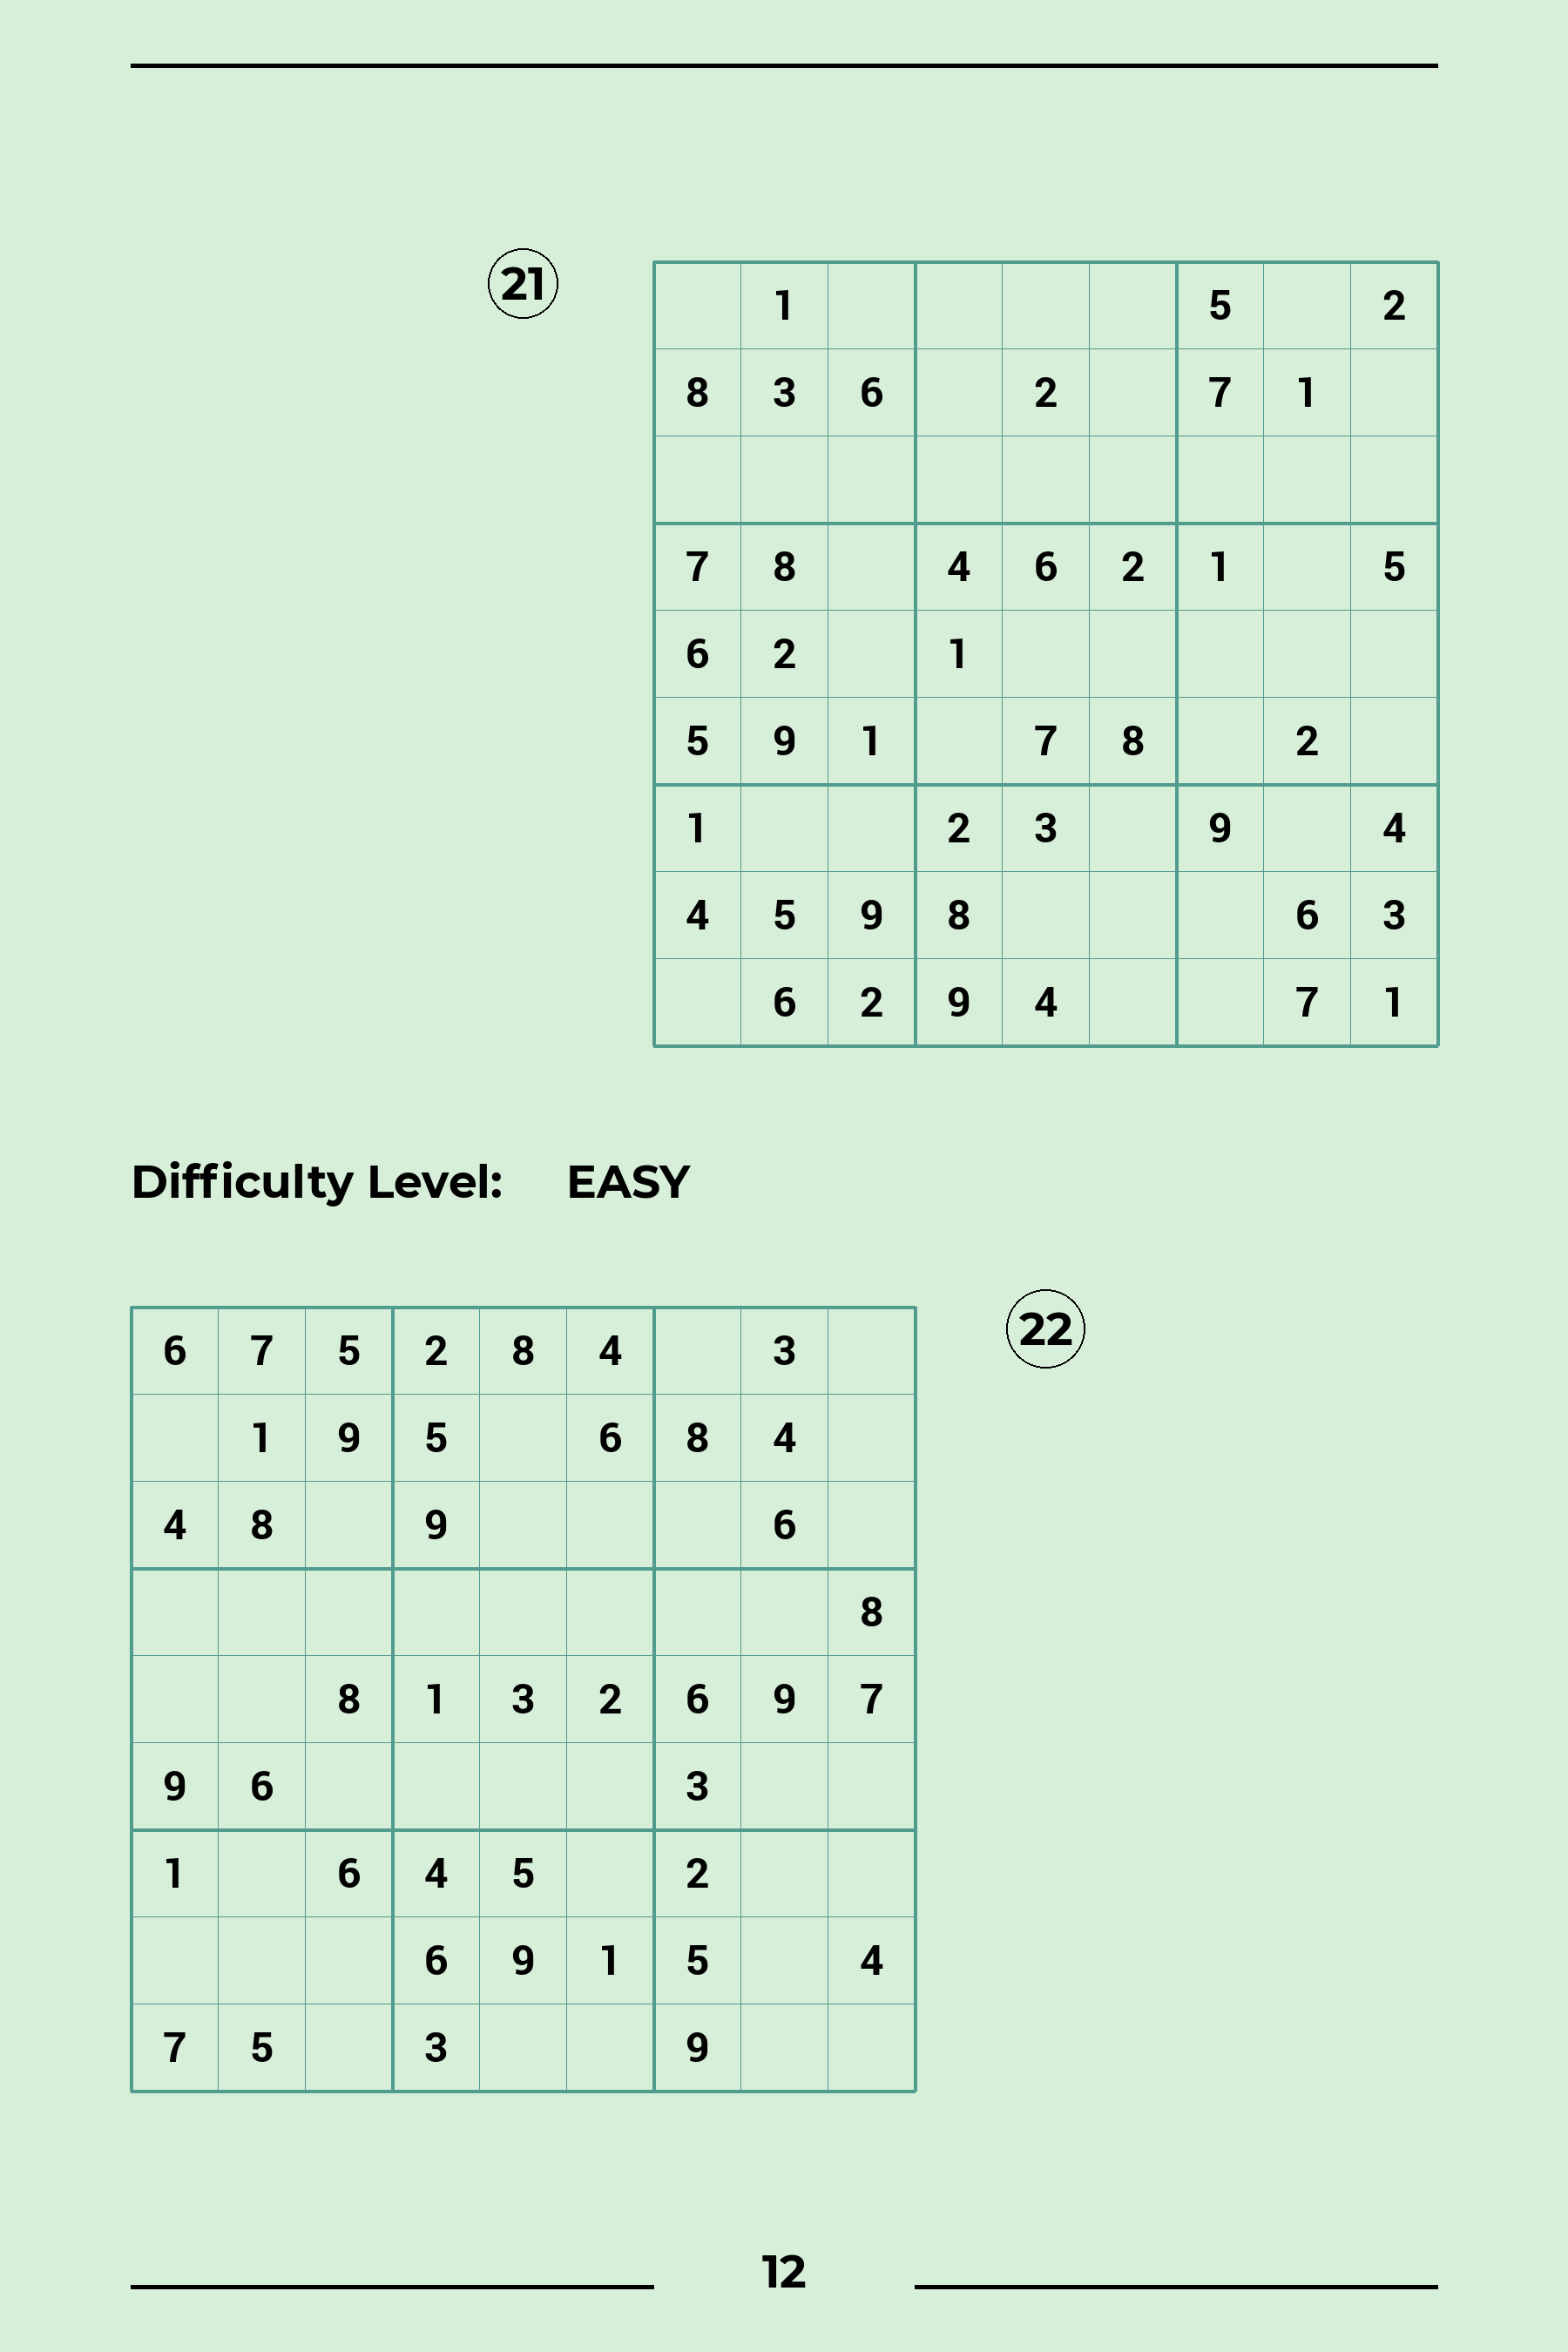 21
1 5 2
8 3 6 2 7 1
7 8 4 6 2 1 5
6 2 1
5 9 1 7 8 2
1 2 3 9 4
4 5 9 8 6 3
6 2 9 4 7 1
Difficulty Level: EASY
22
6 7 5 2 8 4 3
1 9 5 6 8 4
4 8 9 6
8
8 1 3 2 6 9 7
9 6 3
1 6 4 5 2
6 9 1 5 4
7 5 3 9
12